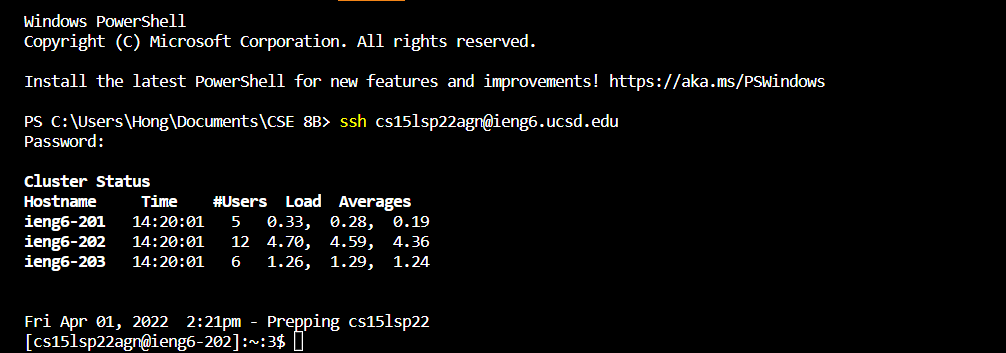 Windows PowerShell
Copyright (C) Microsoft Corporation. All rights reserved.
Install the latest PowerShell for new features and improvements! https://aka.ms/PSWindows
PS C:\Users\Hong\Documents\CSE 8B> ssh cs15lsp22agn@ieng6.ucsd.edu
Password:
Cluster Status
Hostname     Time    #Users  Load  Averages
ieng6-201   14:20:01   5   0.33,  0.28,  0.19
ieng6-202   14:20:01   12  4.70,  4.59,  4.36
ieng6-203   14:20:01   6   1.26,  1.29,  1.24
Fri Apr 01, 2022  2:21pm - Prepping cs15lsp22
[cs15lsp22agn@ieng6-202]:~:3$